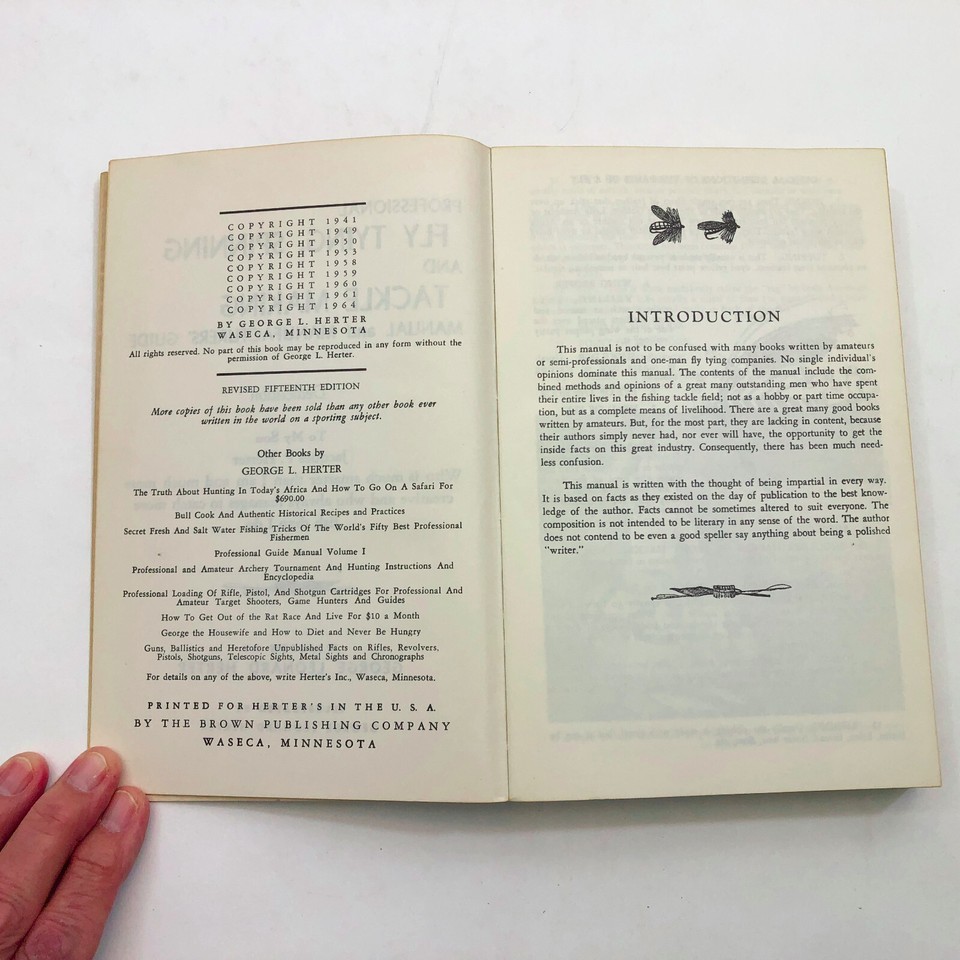 COPYRIGHT 1941
COPYRIGHT 1949
COPYRIGHT 1950
COPYRIGHT 1953
COPYRIGHT 1958
COPYRIGHT 1959
COPYRIGHT 1960
COPYRIGHT 1961
COPYRIGHT 1964
BY GEORGE L. HERTER
WASECA, MINNESOTA
All rights reserved. No part of this book may be reproduced in any form without the
permission of George L. Herter.
REVISED FIFTEENTH EDITION
More copies of this book have been sold than any other book ever
written in the world on a sporting subject.
Other Books by
GEORGE L. HERTER
The Truth About Hunting In Today's Africa And How To Go On A Safari For
$690.00
Bull Cook And Authentic Historical Recipes and Practices
Secret Fresh And Salt Water Fishing Tricks Of The World's Fifty Best Professional
Fishermen
Professional Guide Manual Volume I
Professional and Amateur Archery Tournament And Hunting Instructions And
Encyclopedia
Professional Loading Of Rifle, Pistol, And Shotgun Cartridges For Professional And
Amateur Target Shooters, Game Hunters And Guides
How To Get Out of the Rat Race And Live For $10 a Month
George the Housewife and How to Diet and Never Be Hungry
Guns, Ballistics and Heretofore Unpublished Facts on Rifles, Revolvers,
Pistols, Shotguns, Telescopic Sights, Metal Sights and Chronographs
For details on any of the above, write Herter's Inc., Waseca, Minnesota.
PRINTED FOR HERTER'S IN THE U. S. A.
BY THE BROWN PUBLISHING COMPANY
WASECA, MINNESOTA
INTRODUCTION
This manual is not to be confused with many books written by amateurs
or semi-professionals and one-man fly tying companies. No single individual's
opinions dominate this manual. The contents of the manual include the com-
bined methods and opinions of a great many outstanding men who have spent
their entire lives in the fishing tackle field; not as a hobby or part time occupa-
tion, but as a complete means of livelihood. There are a great many good books
written by amateurs. But, for the most part, they are lacking in content, because
their authors simply never had, nor ever will have, the opportunity to get the
inside facts on this great industry. Consequently, there has been much need-
less confusion.
This manual is written with the thought of being impartial in every way.
It is based on facts as they existed on the day of publication to the best know-
ledge of the author. Facts cannot be sometimes altered to suit everyone. The
composition is not intended to be literary in any sense of the word. The author
does not contend to be even a good speller say anything about being a polished
"writer."